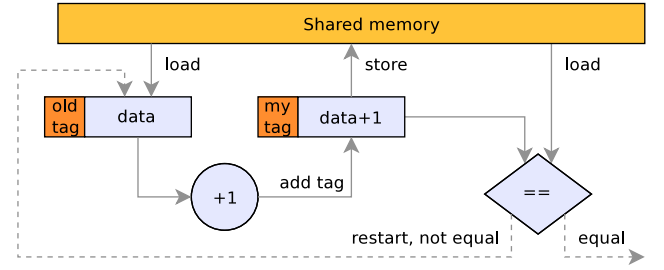 Shared memory
load
store
load
old
tag
data
my
tag
data+1
+1
add tag
==
restart, not equal
equal